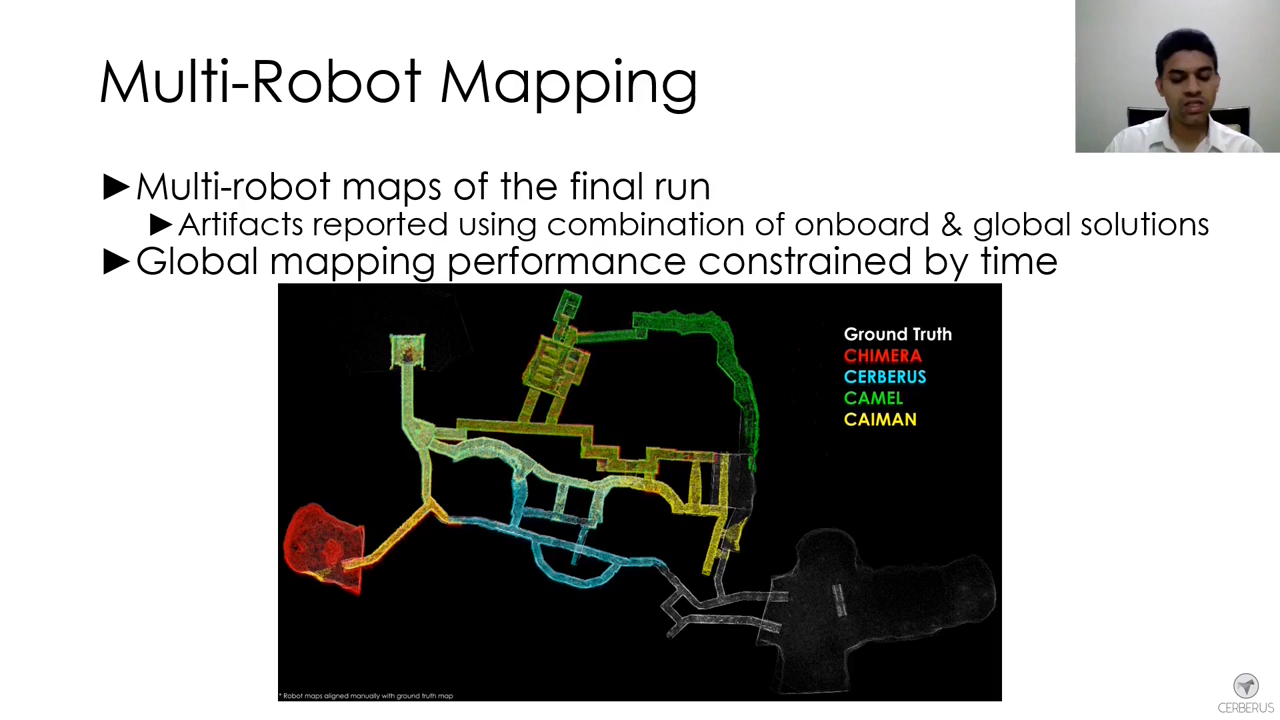 Multi-Robot Mapping
►Multi-robot maps of the final run
►Artifacts reported using combination of onboard & global solutions
►Global mapping performance constrained by time
Ground Truth
CHIMERA
CERBERUS
CAMEL
CAIMAN
* Robot maps aligned manually with ground truth map
CERBERUS